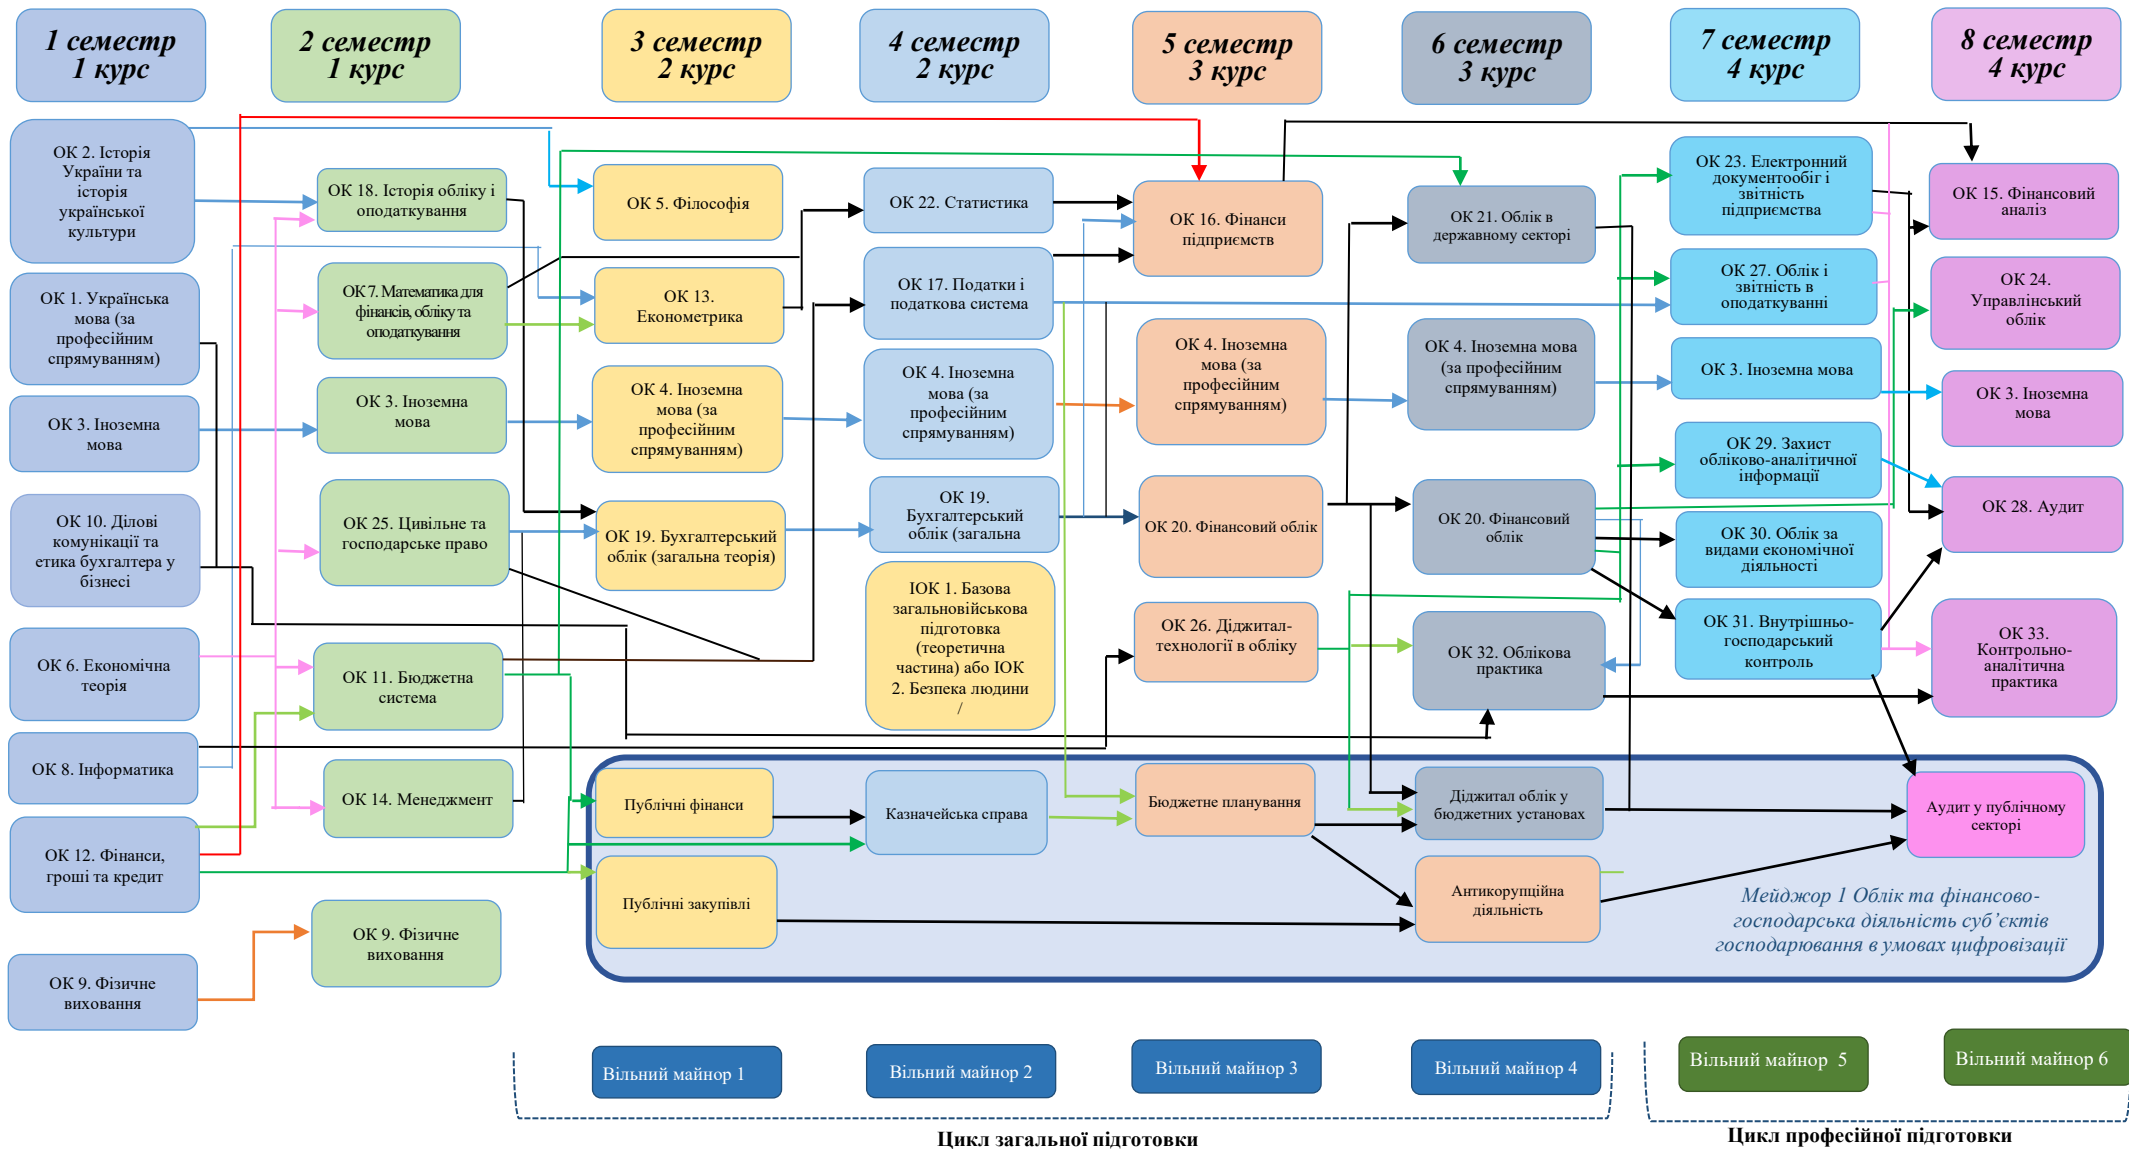 1 семестр
1 курс
2 семестр
1 курс
3 семестр
2 курс
4 семестр
2 курс
5 семестр
3 курс
6 семестр
3 курс
7 семестр
4 курс
8 семестр
4 курс
ОК 2. Історія
України та
історія
української
культури
ОК 1. Українська
мова (за
професійним
спрямуванням)
ОК 3. Іноземна
мова
ОК 10. Ділові
комунікації та
етика бухгалтера у
бізнесі
ОК 6. Економічна
теорія
ОК 8. Інформатика
ОК 12. Фінанси,
гроші та кредит
ОК 9. Фізичне
виховання
ОК 18. Історія обліку і
оподаткування
ОК 7. Математика для
фінансів, обліку та
оподаткування
ОК 3. Іноземна
мова
ОК 25. Цивільне та
господарське право
ОК 11. Бюджетна
система
ОК 14. Менеджмент
ОК 9. Фізичне
виховання
ОК 5. Філософія
ОК 13.
Економетрика
ОК 4. Іноземна
мова (за
професійним
спрямуванням)
ОК 19. Бухгалтерський
облік (загальна теорія)
Публічні фінанси
Публічні закупівлі
ОК 22. Статистика
ОК 17. Податки і
податкова система
ОК 4. Іноземна
мова (за
професійним
спрямуванням)
ОК 19.
Бухгалтерський
облік (загальна
ІОК 1. Базова
загальновійськова
підготовка
(теоретична
частина) або ІОК
2. Безпека людини
/
Казначейська справа
ОК 16. Фінанси
підприємств
ОК 4. Іноземна
мова (за
професійним
спрямуванням)
ОК 20. Фінансовий облік
ОК 26. Діджитал-
технології в обліку
Бюджетне планування
ОК 21. Облік в
державному секторі
ОК 4. Іноземна мова
(за професійним
спрямуванням)
ОК 20. Фінансовий
облік
ОК 32. Облікова
практика
Діджитал облік у
бюджетних установах
Антикорупційна
діяльність
ОК 23. Електронний
документообіг і
звітність
підприємства
ОК 27. Облік і
звітність в
оподаткуванні
ОК 3. Іноземна мова
ОК 29. Захист
обліково-аналітичної
інформації
ОК 30. Облік за
видами економічної
діяльності
ОК 31. Внутрішньо-
господарський
контроль
ОК 15. Фінансовий
аналіз
ОК 24.
Управлінський
облік
ОК 3. Іноземна
мова
ОК 28. Аудит
ОК 33.
Контрольно-
аналітична
практика
Аудит у публічному
секторі
Мейджор 1 Облік та фінансово-
господарська діяльність суб’єктів
господарювання в умовах цифровізації
Вільний майнор 1
Вільний майнор 2
Вільний майнор 3
Вільний майнор 4
Вільний майнор 5
Вільний майнор 6
Цикл загальної підготовки
Цикл професійної підготовки